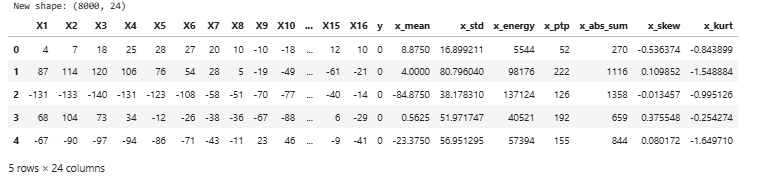 New shape: (8000, 24)
X1 X2 X3 X4 X5 X6 X7 X8 X9 X10 ... X15 X16 y x_mean x_std x_energy x_ptp x_abs_sum x_skew x_kurt
0 4 7 18 25 28 27 20 10 -10 -18 ... 12 10 0 8.8750 16.899211 5544 52 270 -0.536374 -0.843899
1 87 114 120 106 76 54 28 5 -19 -49 ... -61 -21 0 4.0000 80.796040 98176 222 1116 0.109852 -1.548884
2 -131 -133 -140 -131 -123 -108 -58 -51 -70 -77 ... -40 -14 0 -84.8750 38.178310 137124 126 1358 -0.013457 -0.995126
3 68 104 73 34 -12 -26 -38 -36 -67 -88 ... 6 -29 0 0.5625 51.971747 40521 192 659 0.375548 -0.254274
4 -67 -90 -97 -94 -86 -71 -43 -11 23 46 ... -9 -41 0 -23.3750 56.951295 57394 155 844 0.080172 -1.649710
5 rows × 24 columns